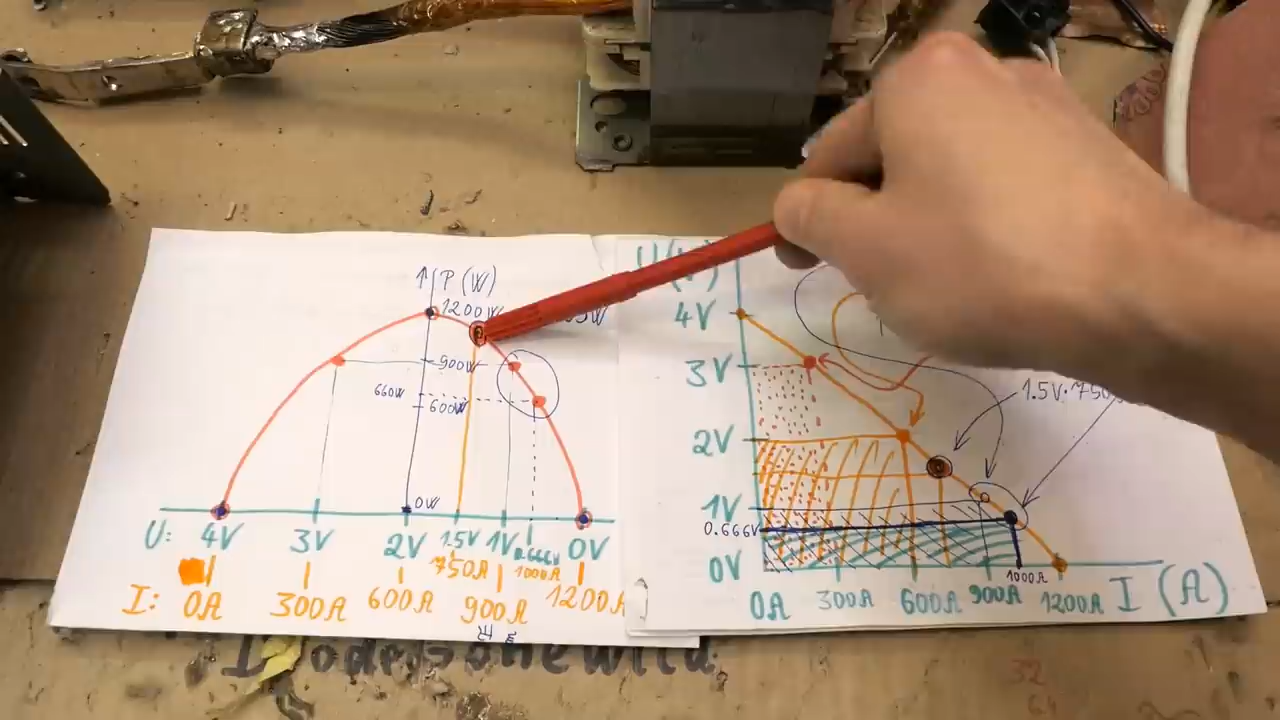 P (W)
1200W
900W
660W
600W
0W
U: 4V 3V 2V 1.5V 1V 0.666V 0V
750A 1000A
I: 0A 300A 600A 900A 1200A
4V
3V
1.5V·750
2V
1V
0.666V
0V
1000A
0A 300A 600A 900A 1200A I (A)